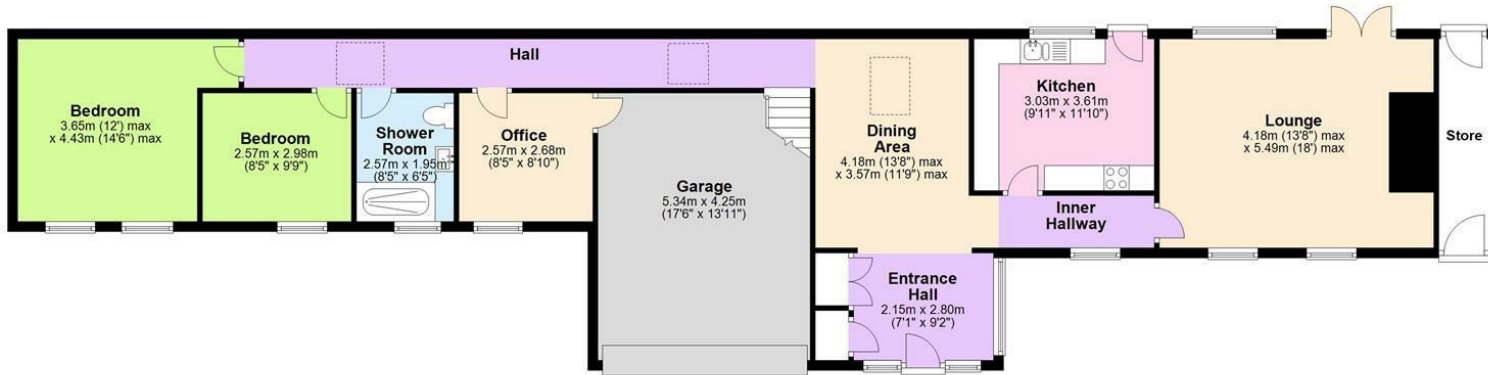 Hall
Bedroom
3.65m (12') max
x 4.43m (14'6") max
Bedroom
2.57m x 2.98m
(8'5" x 9'9")
Shower
Room
2.57m x 1.95m
(8'5" x 6'5")
Office
2.57m x 2.68m
(8'5" x 8'10")
Garage
5.34m x 4.25m
(17'6" x 13'11")
Dining
Area
4.18m (13'8") max
x 3.57m (11'9") max
Kitchen
3.03m x 3.61m
(9'11" x 11'10")
Lounge
4.18m (13'8") max
x 5.49m (18') max
Store
Inner
Hallway
Entrance
Hall
2.15m x 2.80m
(7'1" x 9'2")